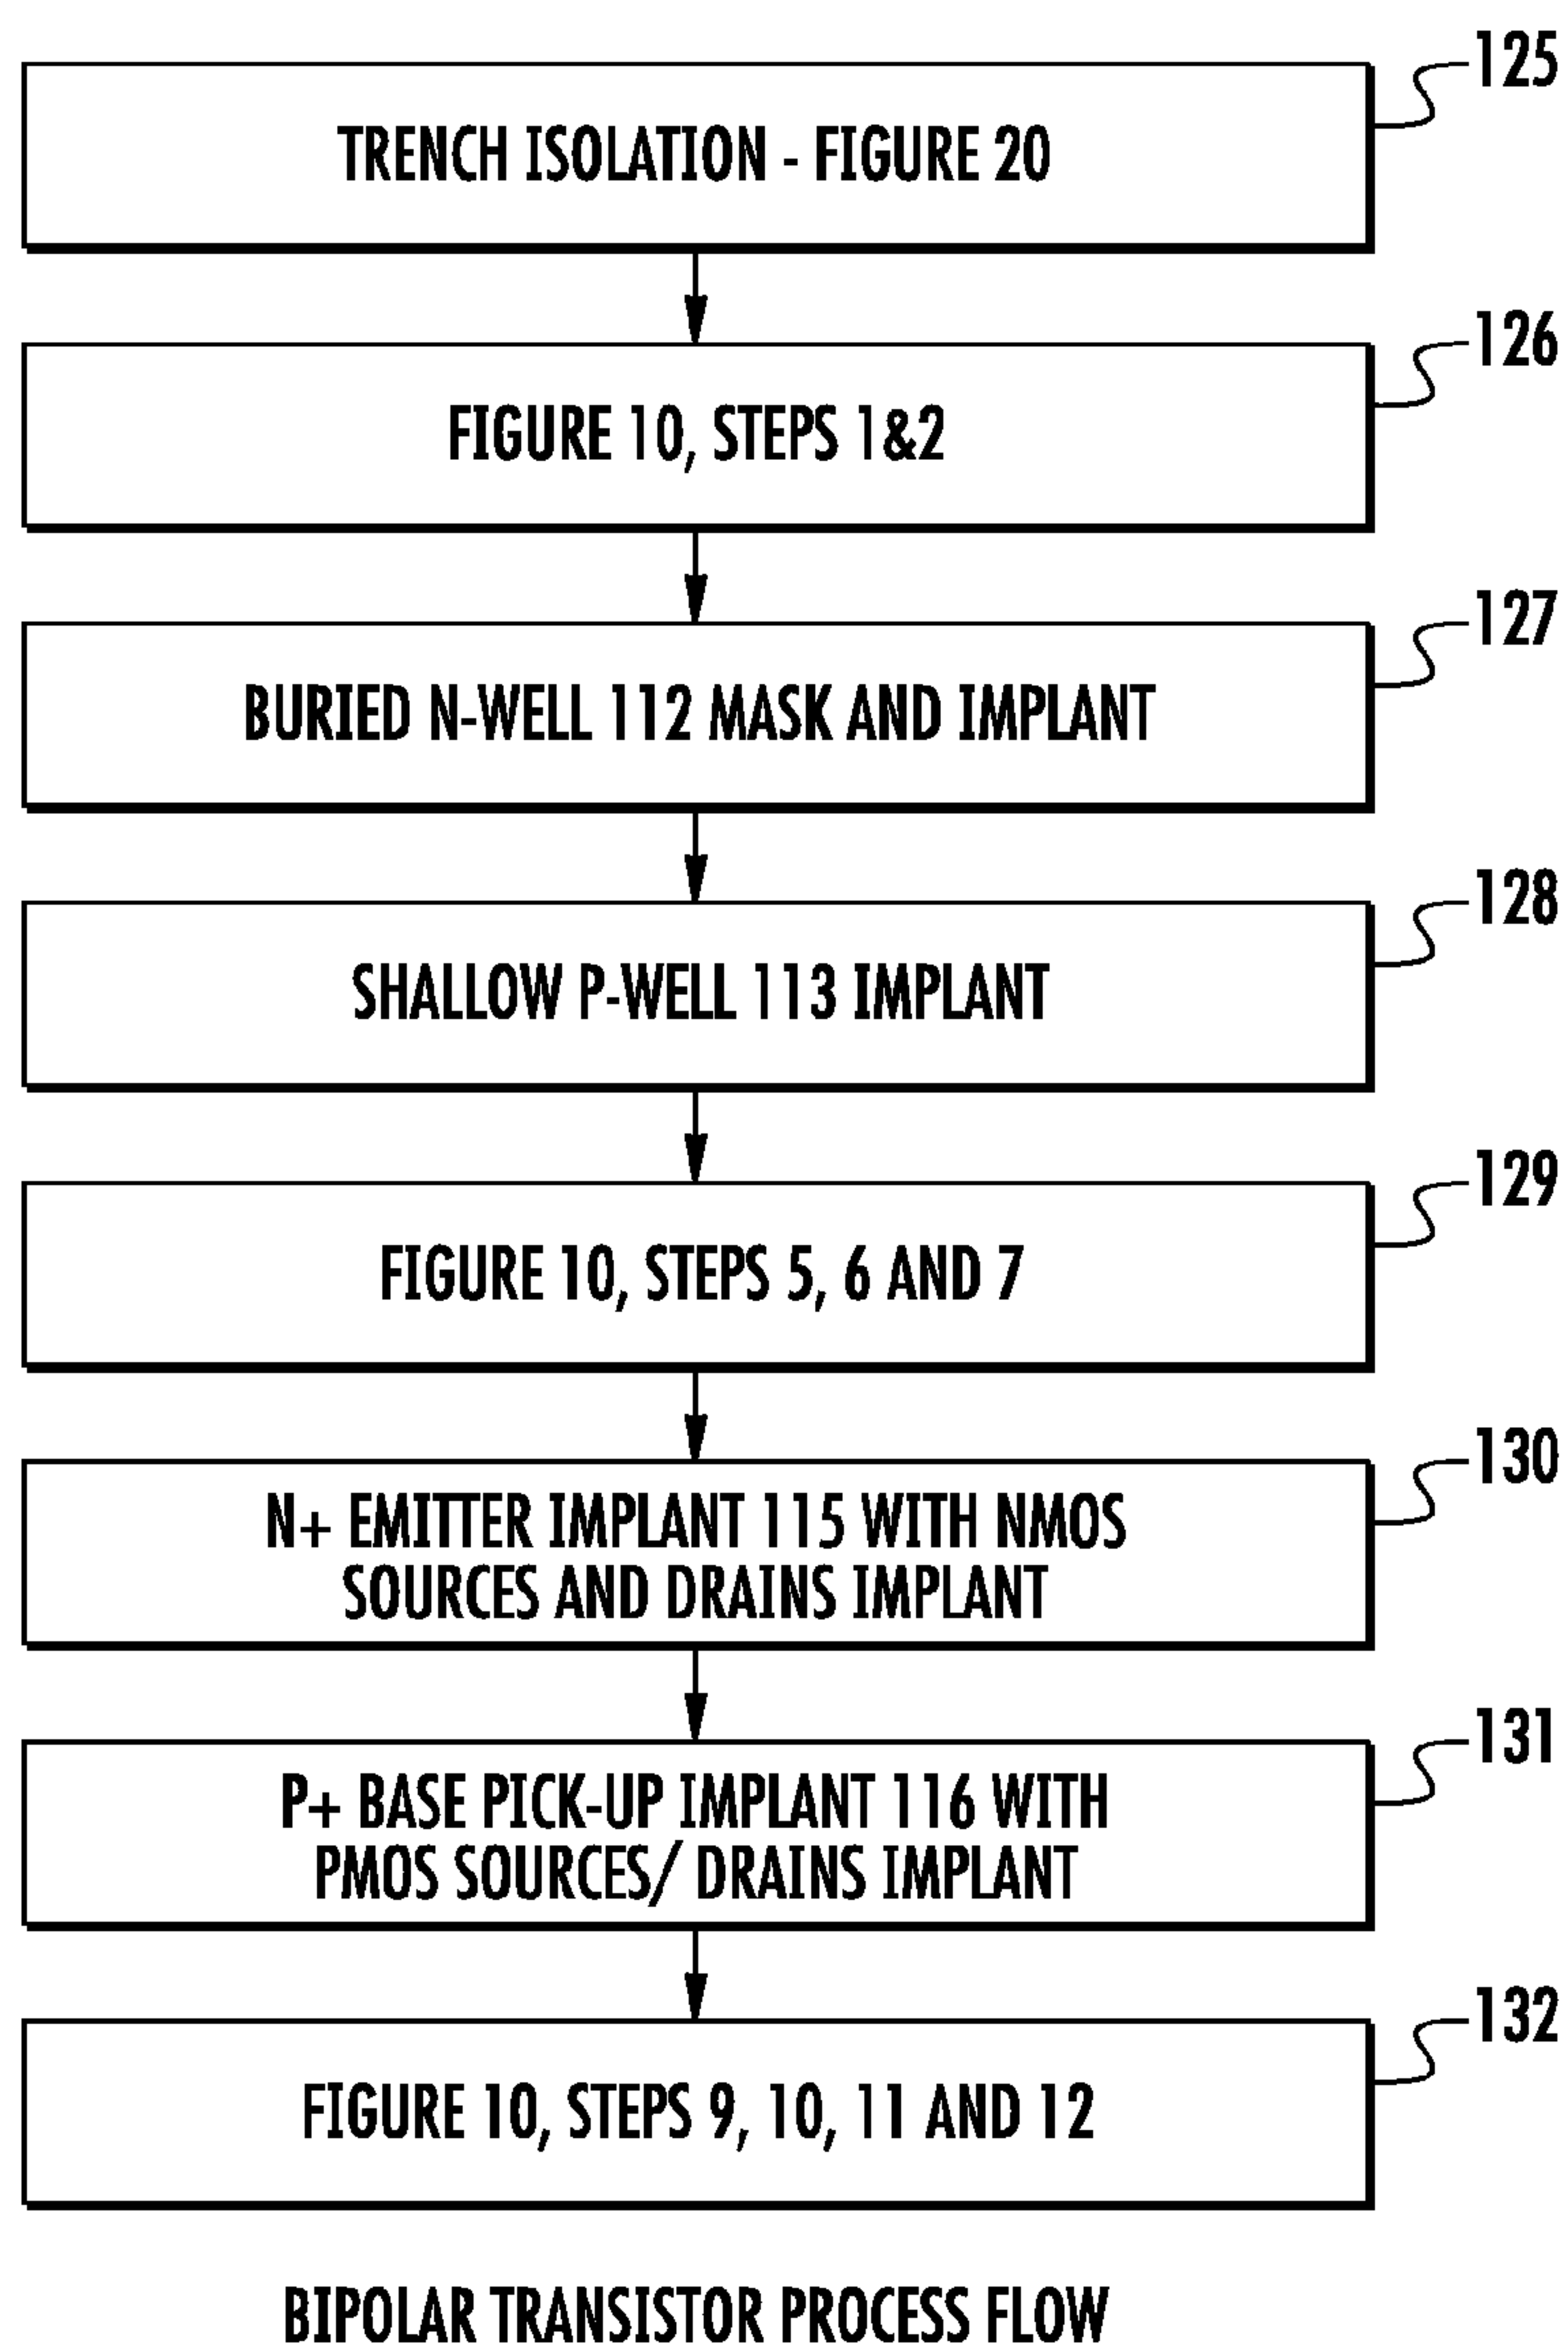 125
TRENCH ISOLATION - FIGURE 20
126
FIGURE 10, STEPS 1&2
127
BURIED N-WELL 112 MASK AND IMPLANT
128
SHALLOW P-WELL 113 IMPLANT
129
FIGURE 10, STEPS 5, 6 AND 7
130
N+ EMITTER IMPLANT 115 WITH NMOS
SOURCES AND DRAINS IMPLANT
131
P+ BASE PICK-UP IMPLANT 116 WITH
PMOS SOURCES/ DRAINS IMPLANT
132
FIGURE 10, STEPS 9, 10, 11 AND 12
BIPOLAR TRANSISTOR PROCESS FLOW